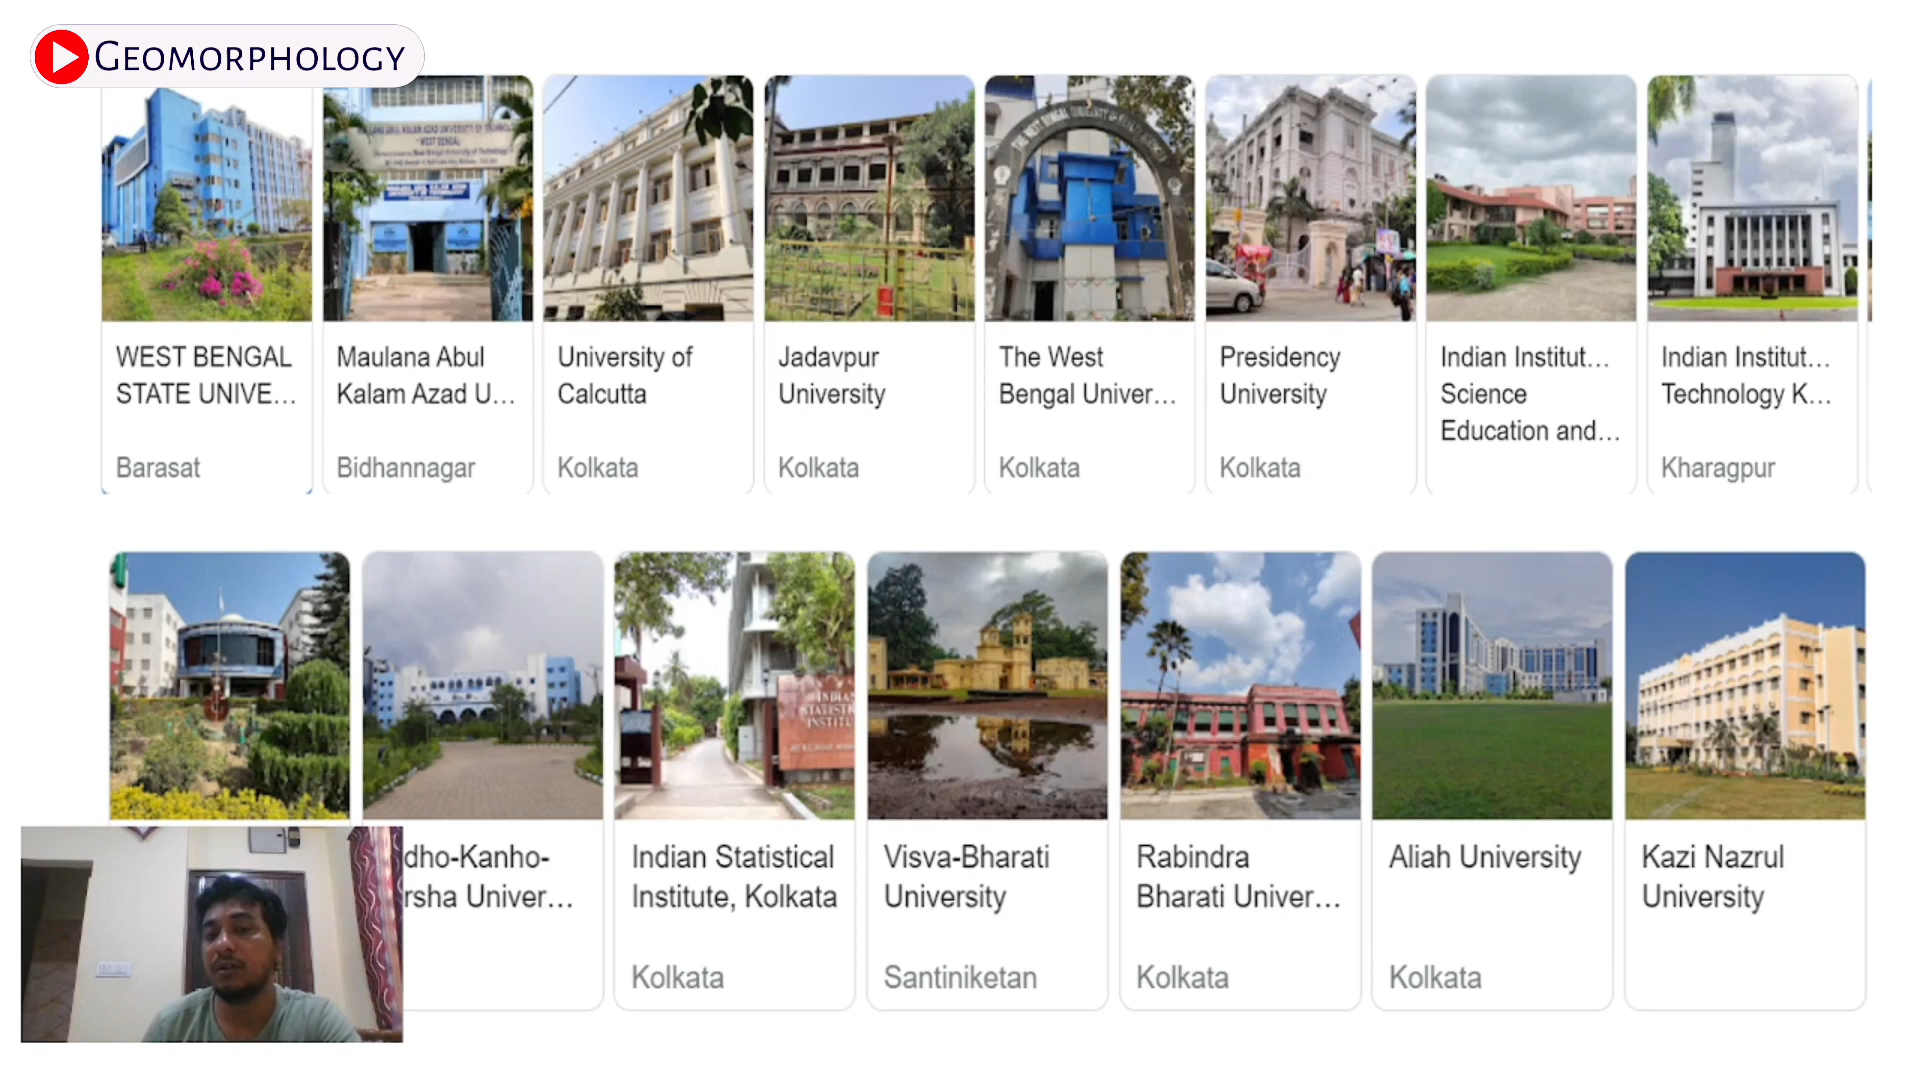 GEOMORPHOLOGY
WEST BENGAL
STATE UNIVE...
Barasat
Maulana Abul
Kalam Azad U...
Bidhannagar
University of
Calcutta
Kolkata
Jadavpur
University
Kolkata
The West
Bengal Univer...
Kolkata
Presidency
University
Kolkata
Indian Institut...
Science
Education and...
Indian Institut...
Technology K...
Kharagpur
dho-Kanho-
rsha Univer...
INDIAN
STATISTI
INSTITU
Indian Statistical
Institute, Kolkata
Kolkata
Visva-Bharati
University
Santiniketan
Rabindra
Bharati Univer...
Kolkata
Aliah University
Kolkata
Kazi Nazrul
University